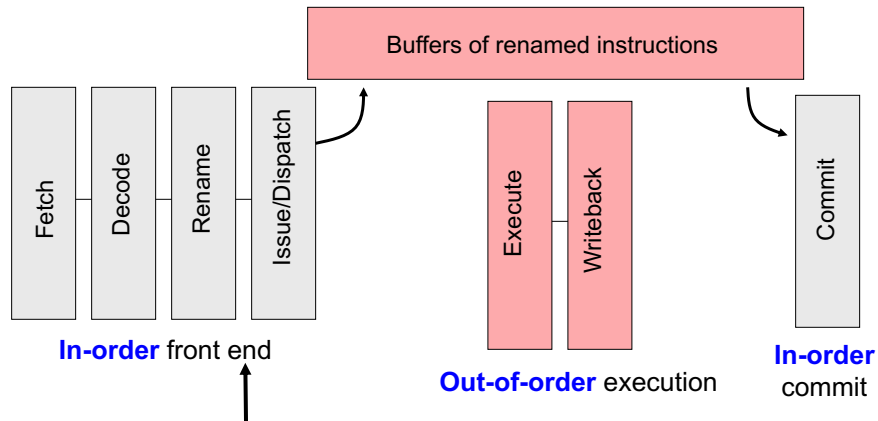 Buffers of renamed instructions
Fetch
Decode
Rename
Issue/Dispatch
Execute
Writeback
Commit
In-order front end
Out-of-order execution
In-order
commit